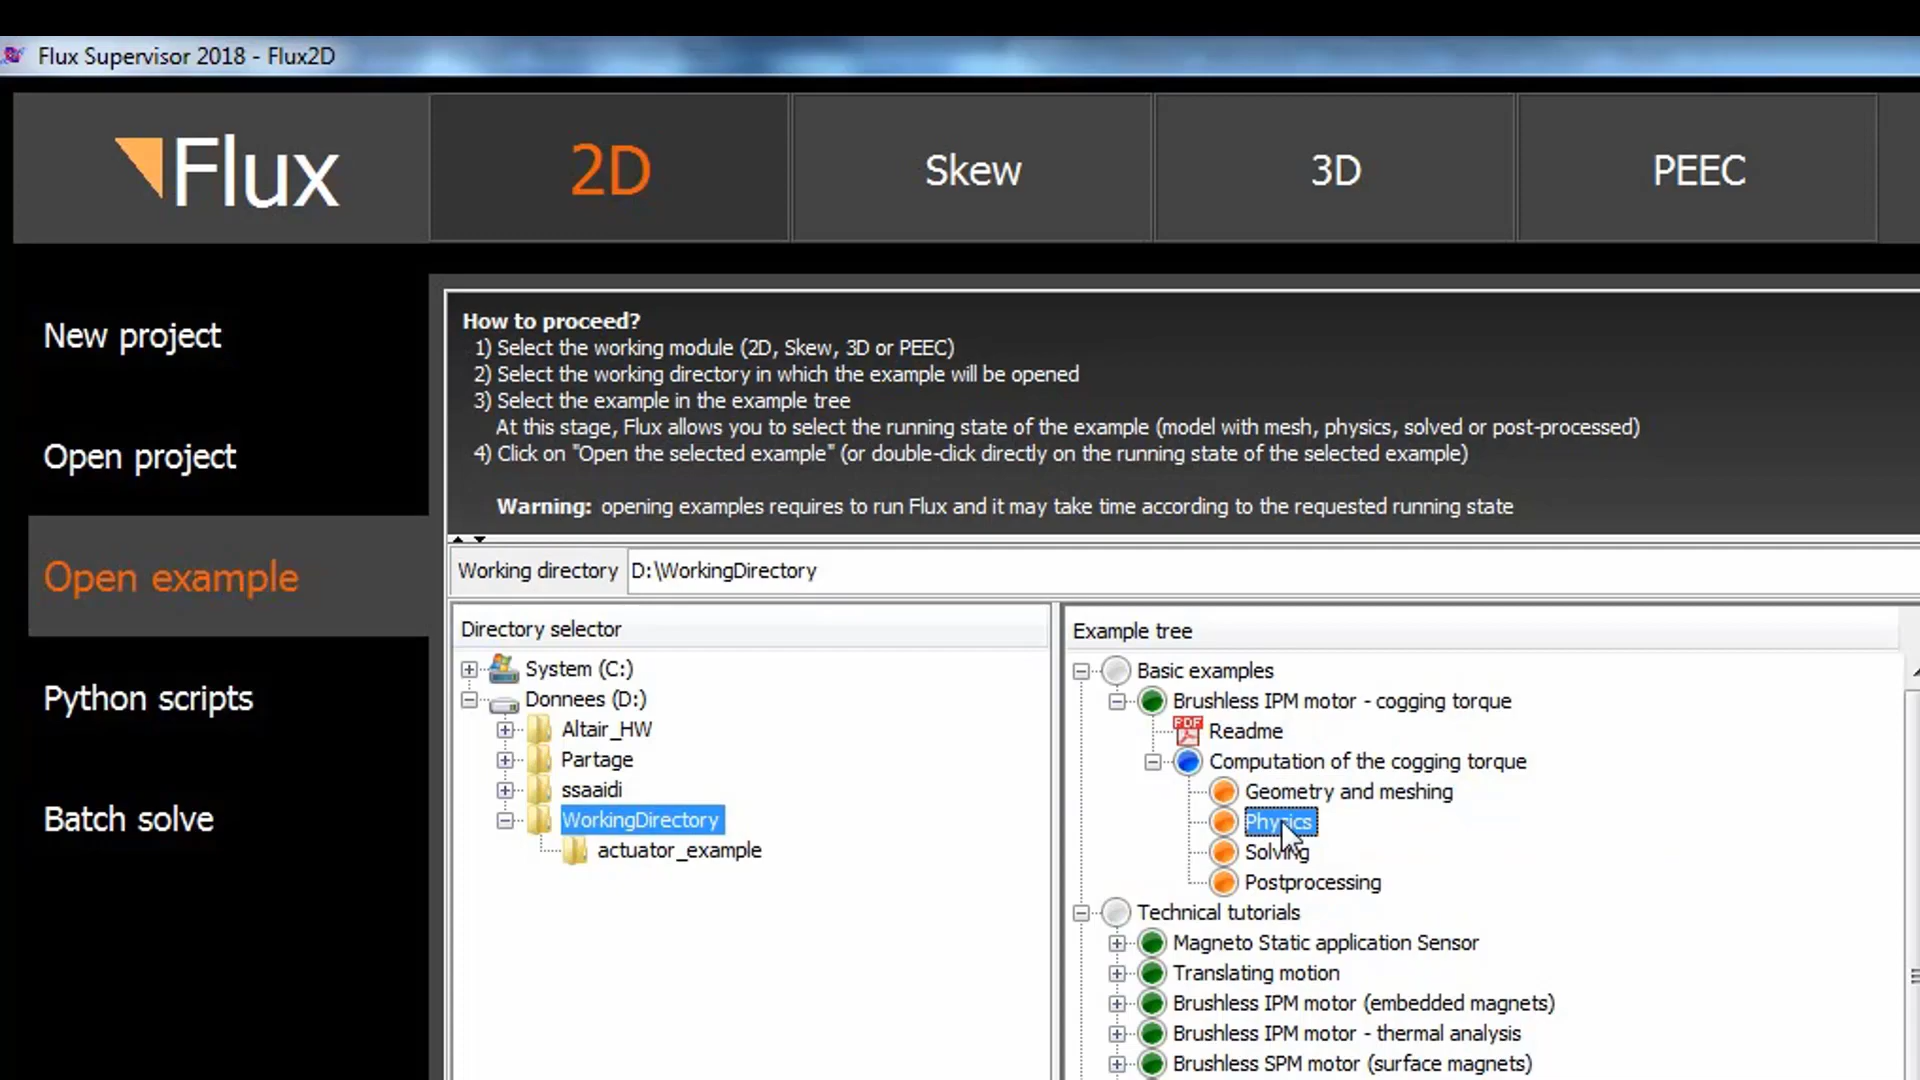 Flux Supervisor 2018 - Flux2D
Flux
2D
Skew
3D
PEEC
New project
Open project
Open example
Python scripts
Batch solve
How to proceed?
1) Select the working module (2D, Skew, 3D or PEEC)
2) Select the working directory in which the example will be opened
3) Select the example in the example tree
At this stage, Flux allows you to select the running state of the example (model with mesh, physics, solved or post-processed)
4) Click on "Open the selected example" (or double-click directly on the running state of the selected example)
Warning: opening examples requires to run Flux and it may take time according to the requested running state
Working directory D:\WorkingDirectory
Directory selector
System (C:)
Donnees (D:)
Altair_HW
Partage
ssaaidi
WorkingDirectory
actuator_example
Example tree
Basic examples
Brushless IPM motor - cogging torque
PDF Readme
Computation of the cogging torque
Geometry and meshing
Physics
Solving
Postprocessing
Technical tutorials
Magneto Static application Sensor
Translating motion
Brushless IPM motor (embedded magnets)
Brushless IPM motor - thermal analysis
Brushless SPM motor (surface magnets)